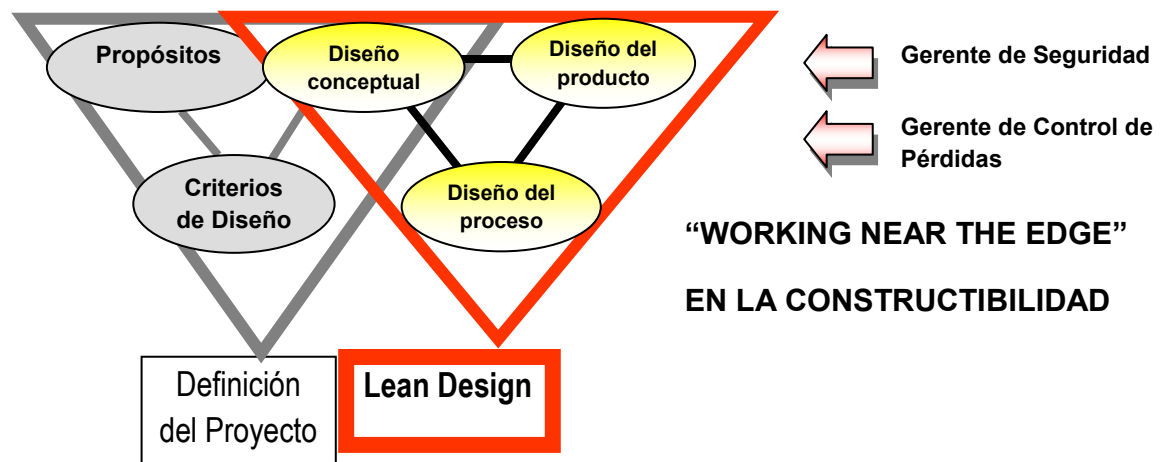 Propósitos
Diseño
conceptual
Diseño del
producto
Criterios
de Diseño
Diseño del
proceso
Definición
del Proyecto
Lean Design
Gerente de Seguridad
Gerente de Control de
Pérdidas
“WORKING NEAR THE EDGE”
EN LA CONSTRUCTIBILIDAD